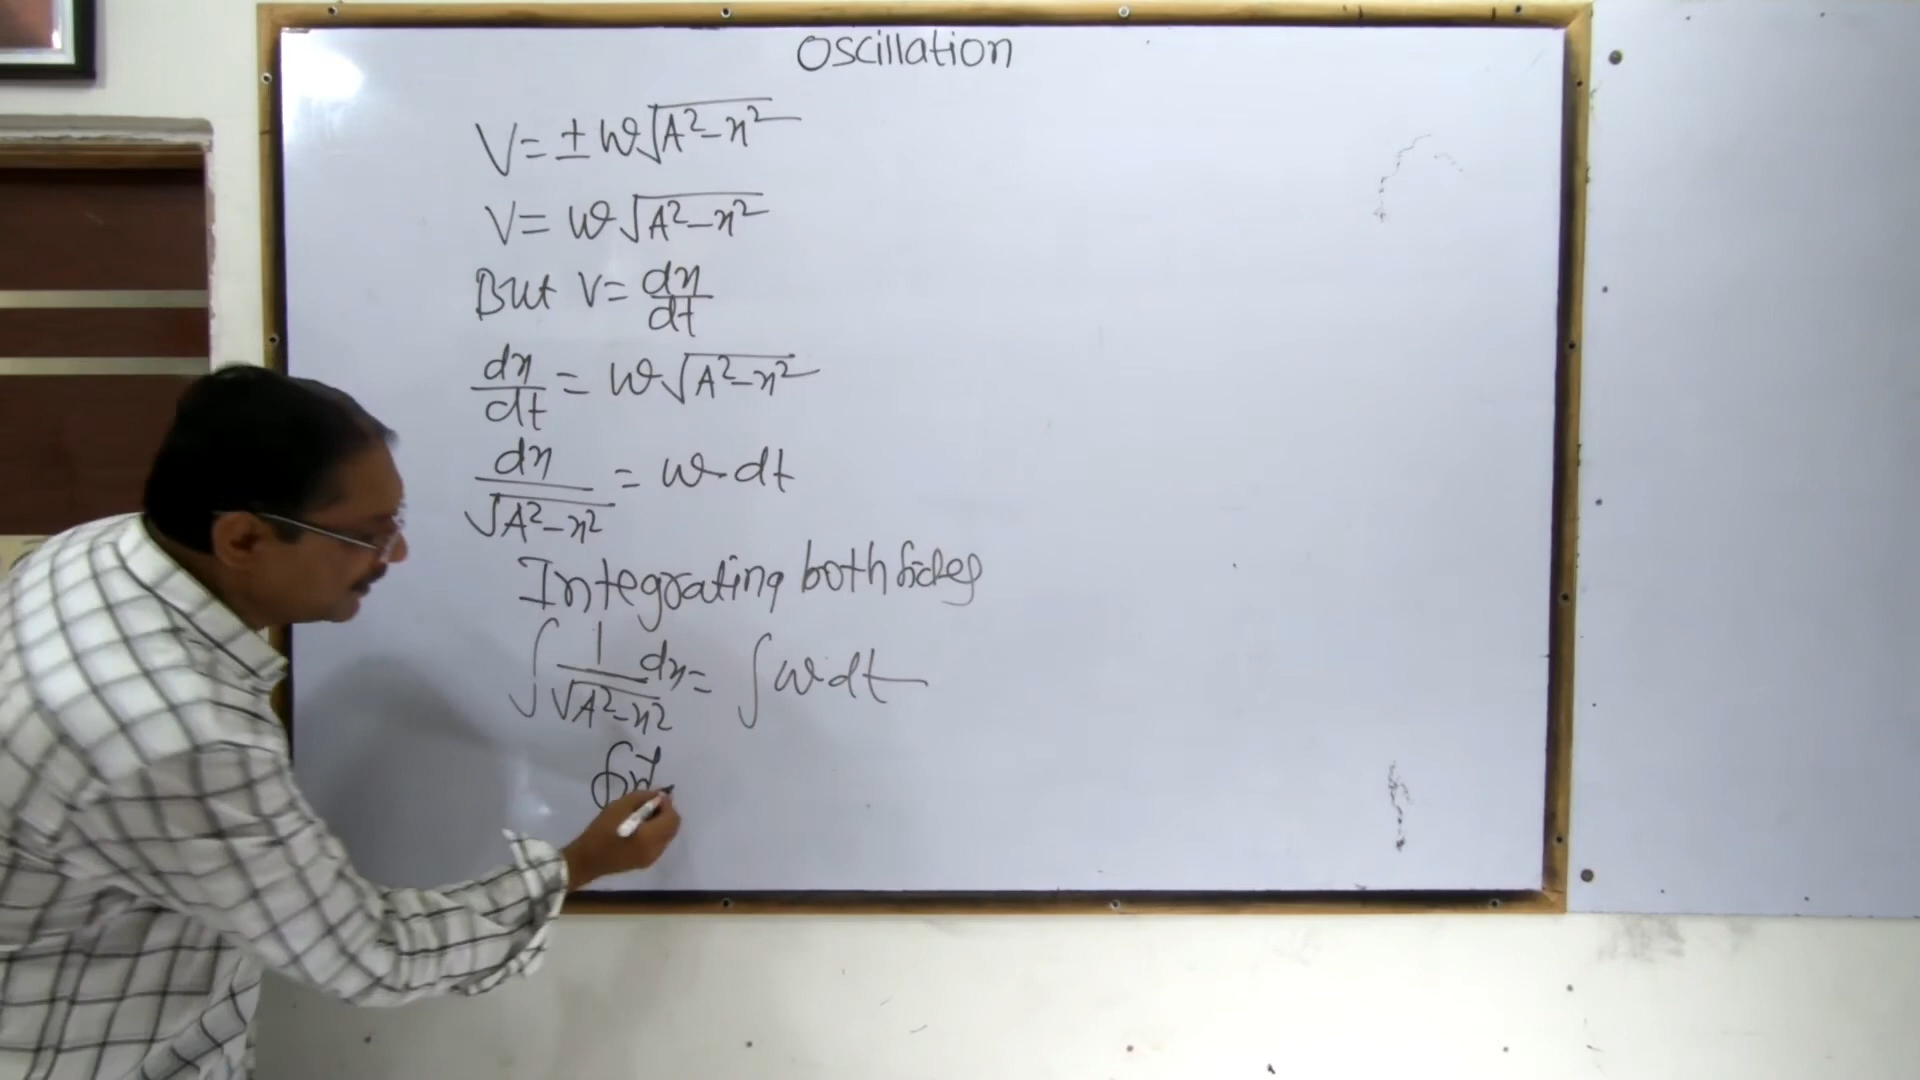 Oscillation
V = ± ω√(A² - x²)
V = ω√(A² - x²)
But V = dx/dt
dx/dt = ω√(A² - x²)
dx/√(A² - x²) = ω dt
Integrating both sides
∫ 1/√(A² - x²) dx = ∫ ω dt